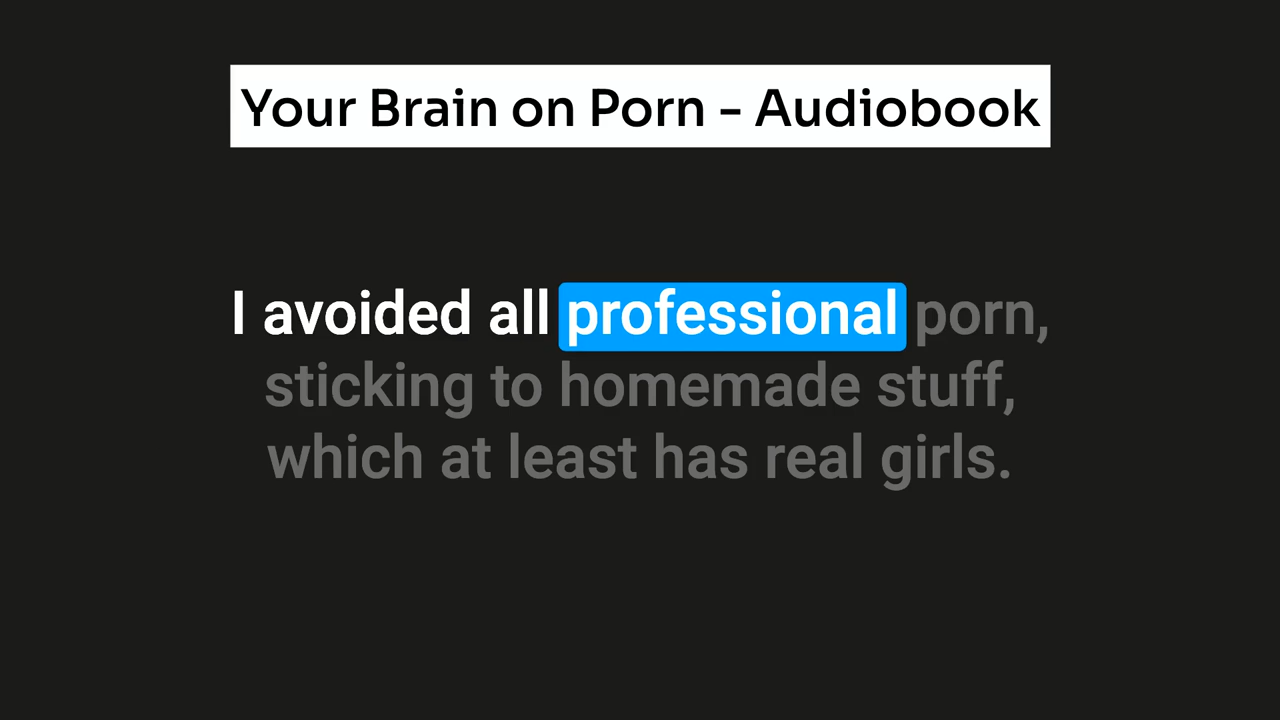 Your Brain on Porn - Audiobook
I avoided all professional porn,
sticking to homemade stuff,
which at least has real girls.